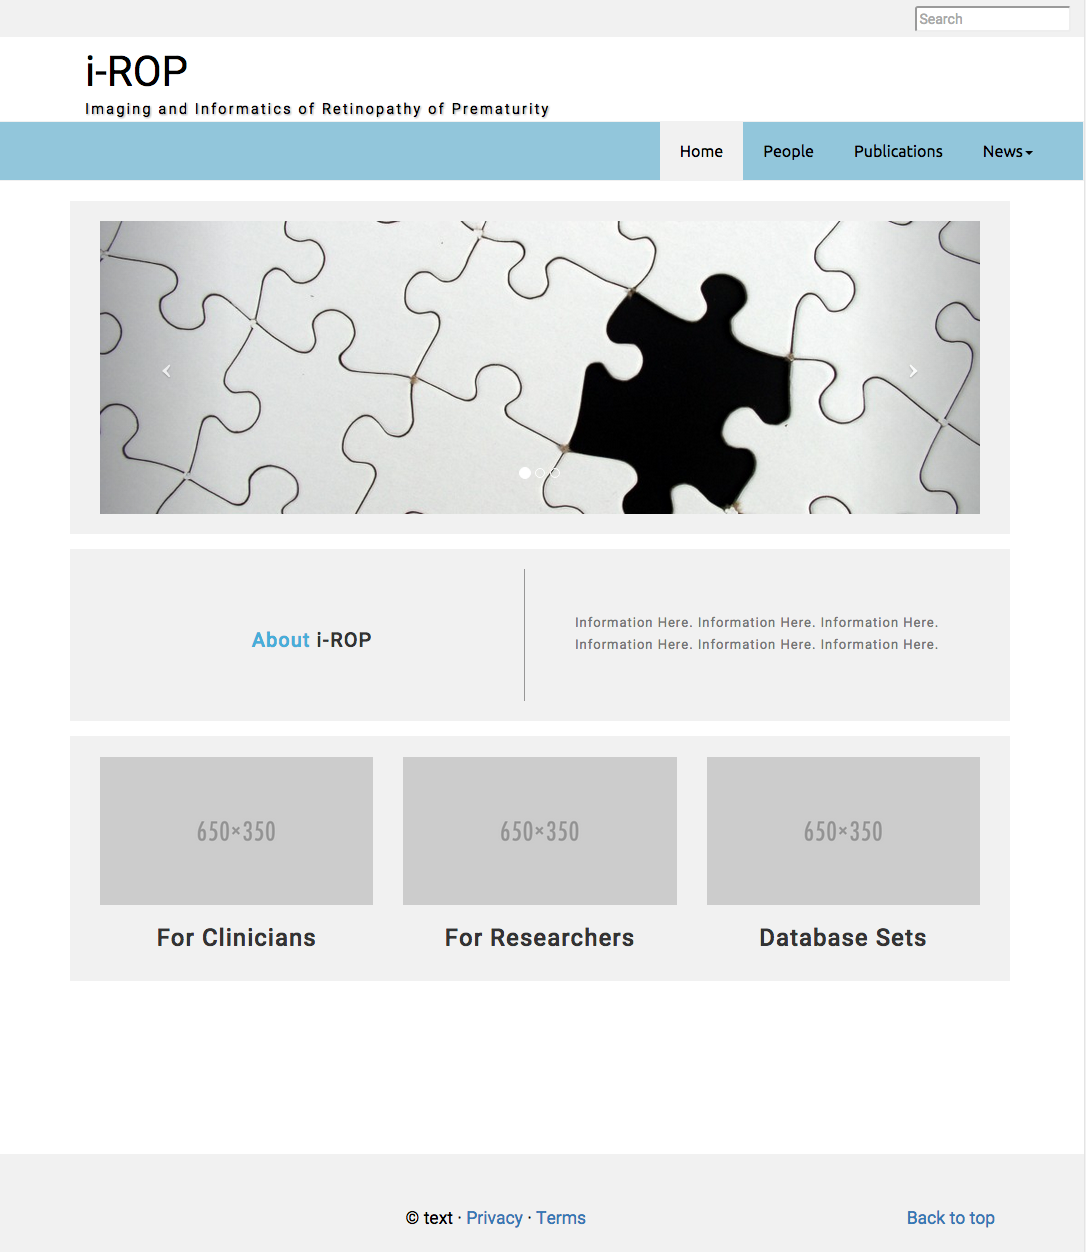 Search
i-ROP
Imaging and Informatics of Retinopathy of Prematurity
Home People Publications News
About i-ROP
Information Here. Information Here. Information Here.
Information Here. Information Here. Information Here.
650×350 650×350 650×350
For Clinicians For Researchers Database Sets
© text · Privacy · Terms Back to top